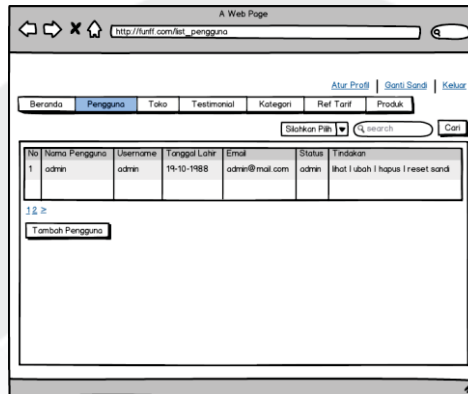 A Web Page
http://funff.com/list_pengguna
Atur Profil | Ganti Sandi | Keluar
Beranda Pengguna Toko Testimonial Kategori Ref Tarif Produk
Silahkan Pilih search Cari
No Nama Pengguna Username Tanggal Lahir Email Status Tindakan
1 admin admin 19-10-1988 admin@mail.com admin lihat | ubah | hapus | reset sandi
1 2 >
Tambah Pengguna